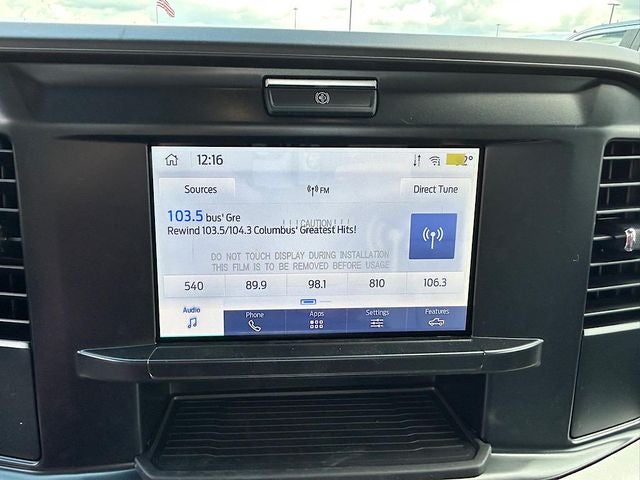 12:16
2°
Sources
FM
Direct Tune
103.5 bus' Gre
Rewind 103.5/104.3 Columbus' Greatest Hits!
! ! CAUTION ! !
DO NOT TOUCH DISPLAY DURING INSTALLATION
THIS FILM IS TO BE REMOVED BEFORE USAGE
540 89.9 98.1 810 106.3
Audio Phone Apps Settings Features